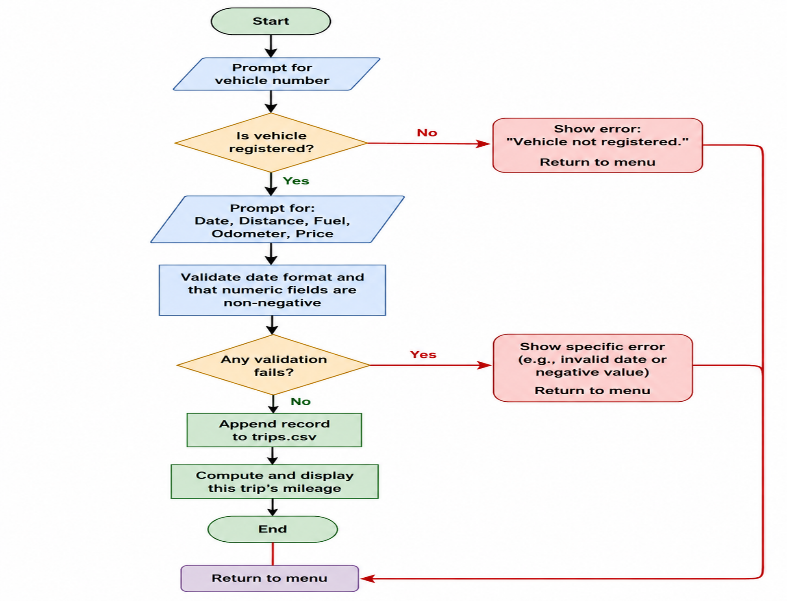 Start
Prompt for
vehicle number
Is vehicle
registered?
No
Show error:
"Vehicle not registered."
Return to menu
Yes
Prompt for:
Date, Distance, Fuel,
Odometer, Price
Validate date format and
that numeric fields are
non-negative
Any validation
fails?
Yes
Show specific error
(e.g., invalid date or
negative value)
Return to menu
No
Append record
to trips.csv
Compute and display
this trip's mileage
End
Return to menu